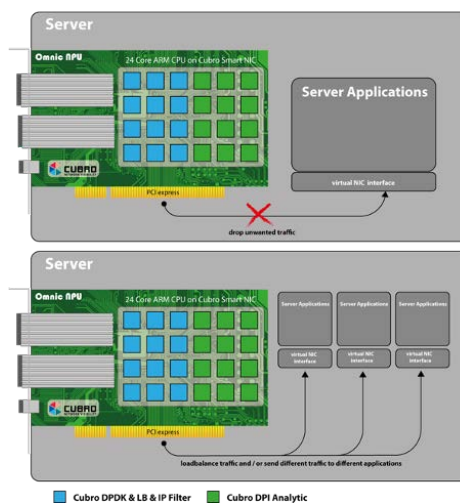 Server
Omnic NPU
24 Core ARM CPU on Cubro Smart NIC
Server Applications
CUBRO
virtual NIC interface
PCI express
drop unwanted traffic
Server
Omnic NPU
24 Core ARM CPU on Cubro Smart NIC
Server Applications
Server Applications
Server Applications
virtual NIC
interface
virtual NIC
interface
virtual NIC
interface
CUBRO
PCI express
loadbalance traffic and / or send different traffic to different applications
Cubro DPDK & LB & IP Filter
Cubro DPI Analytic